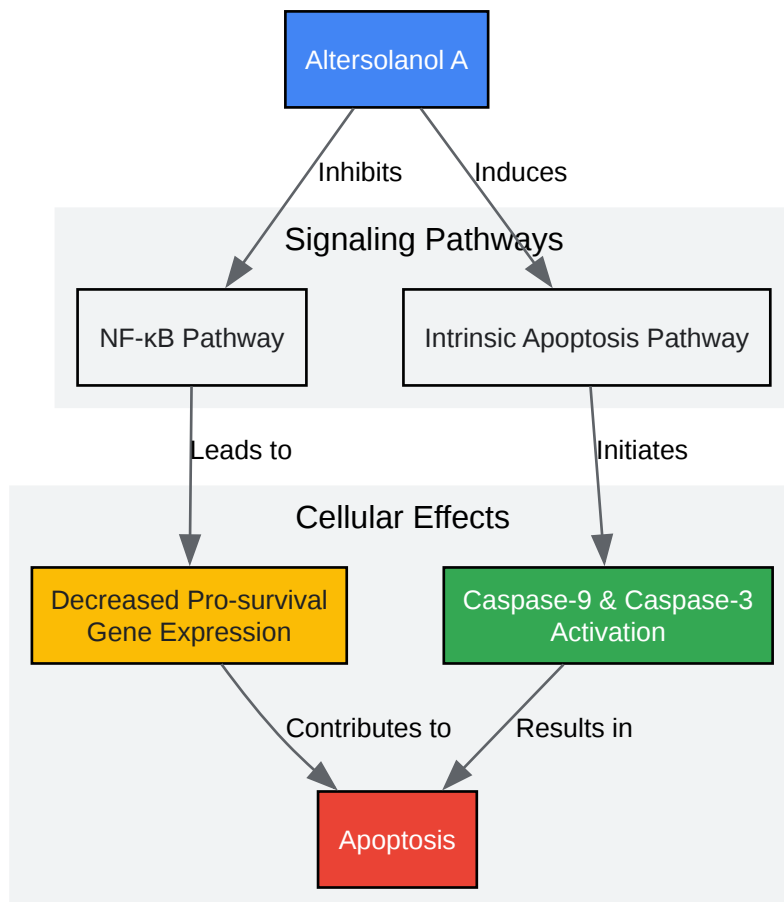 Altersolanol A
Inhibits
Induces
Signaling Pathways
NF-κB Pathway
Intrinsic Apoptosis Pathway
Leads to
Initiates
Cellular Effects
Decreased Pro-survival
Gene Expression
Caspase-9 & Caspase-3
Activation
Contributes to
Results in
Apoptosis